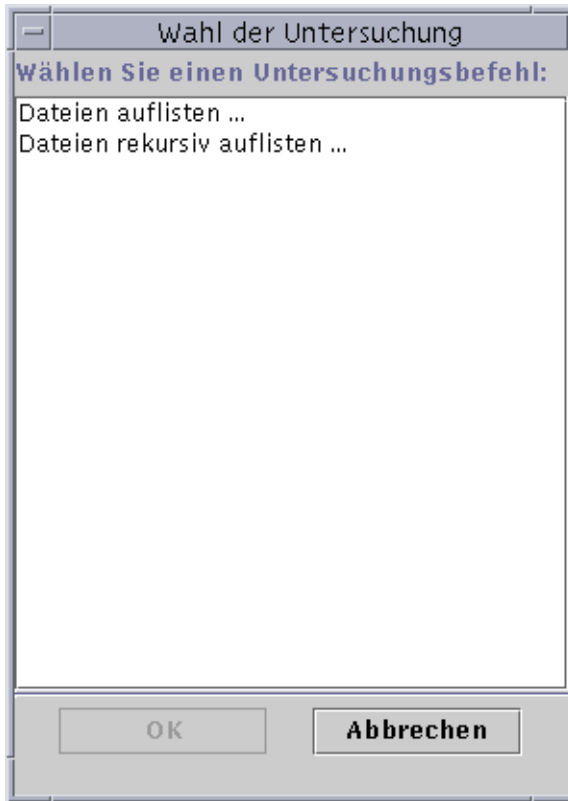 Wahl der Untersuchung
Wählen Sie einen Untersuchungsbefehl:
Dateien auflisten ...
Dateien rekursiv auflisten ...
OK Abbrechen